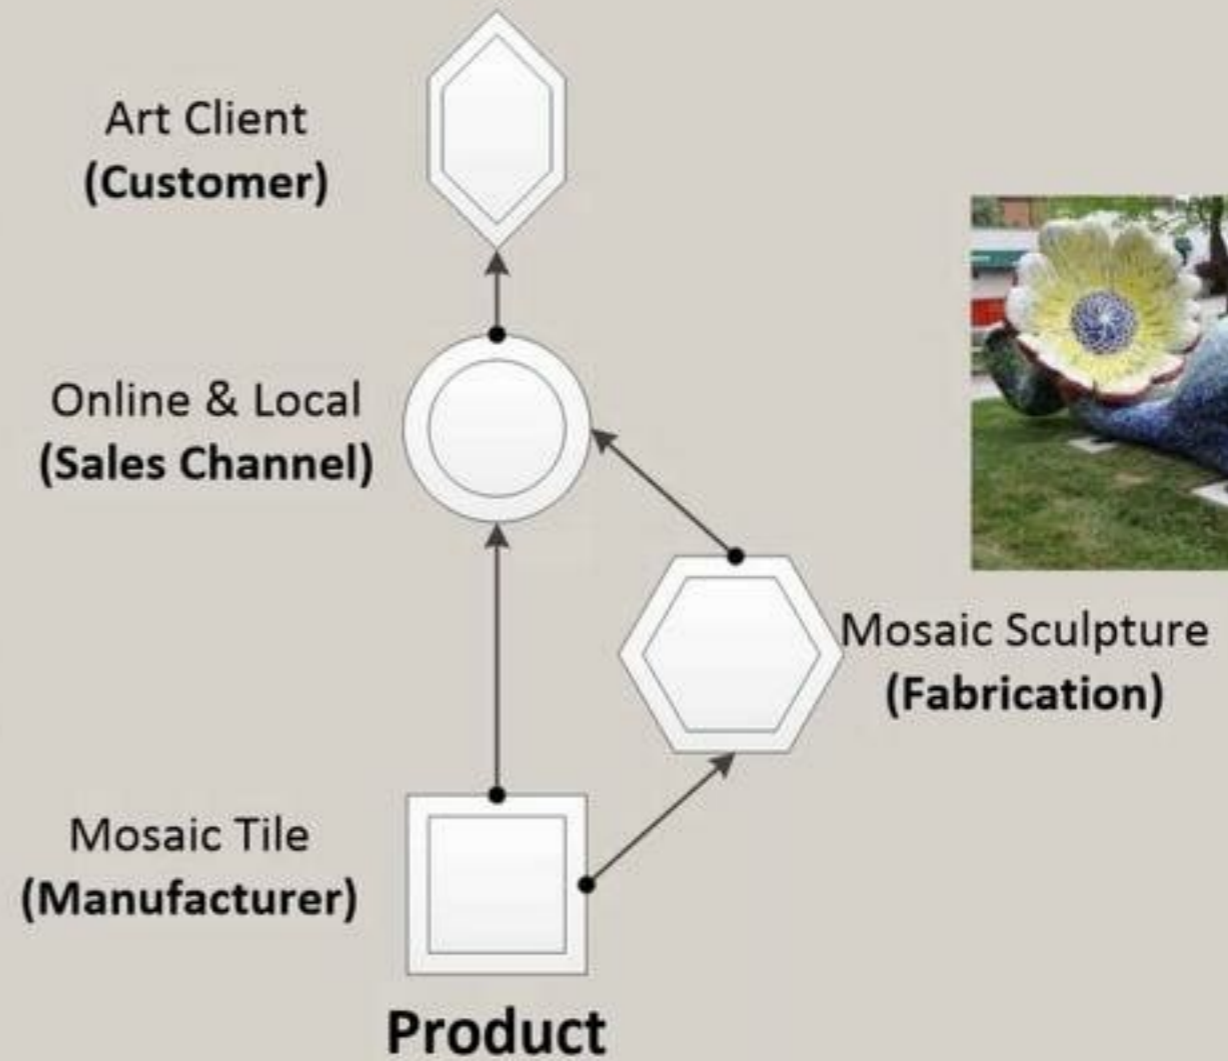 Art Client
(Customer)
Online & Local
(Sales Channel)
Mosaic Sculpture
(Fabrication)
Mosaic Tile
(Manufacturer)
Product